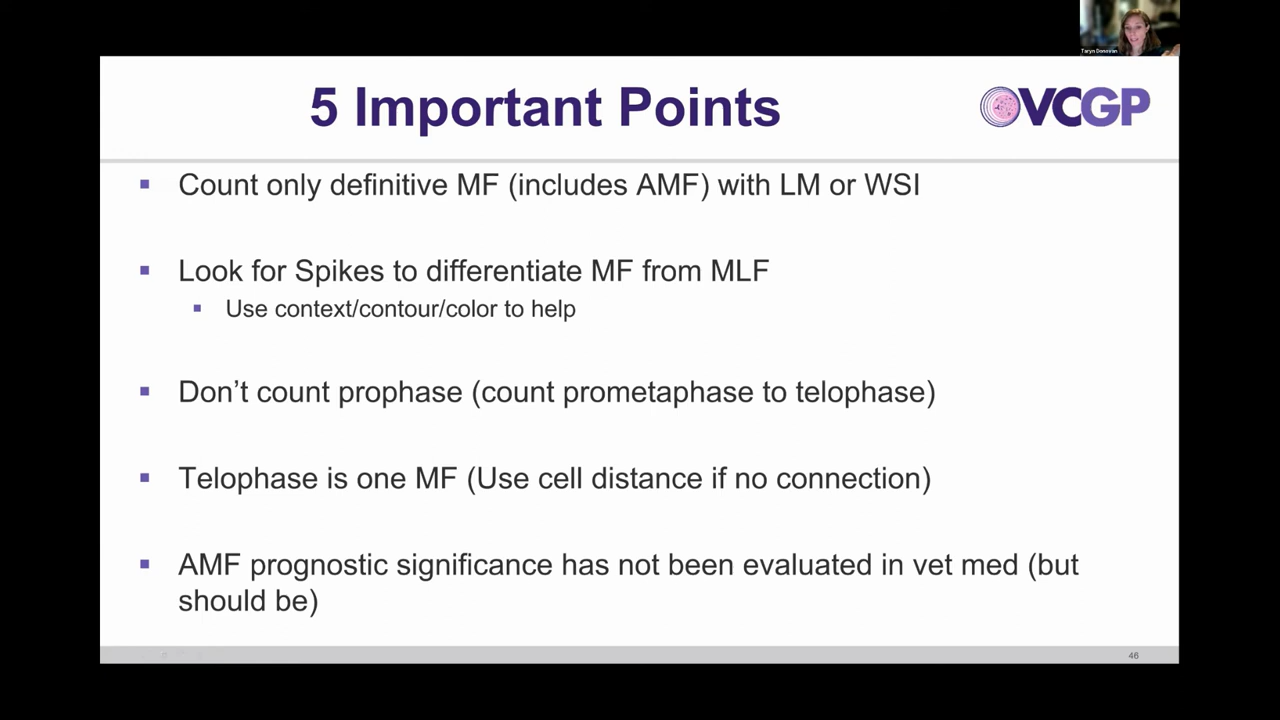 Taryn Donovan
5 Important Points
VCGP
Count only definitive MF (includes AMF) with LM or WSI
Look for Spikes to differentiate MF from MLF
Use context/contour/color to help
Don’t count prophase (count prometaphase to telophase)
Telophase is one MF (Use cell distance if no connection)
AMF prognostic significance has not been evaluated in vet med (but
should be)
46